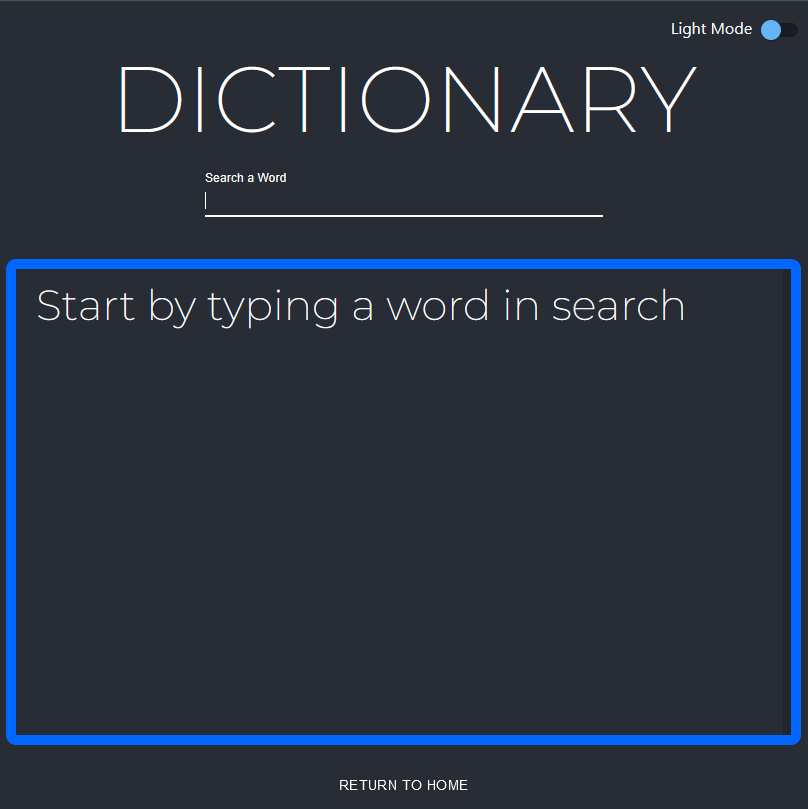 Light Mode
DICTIONARY
Search a Word
Start by typing a word in search
RETURN TO HOME